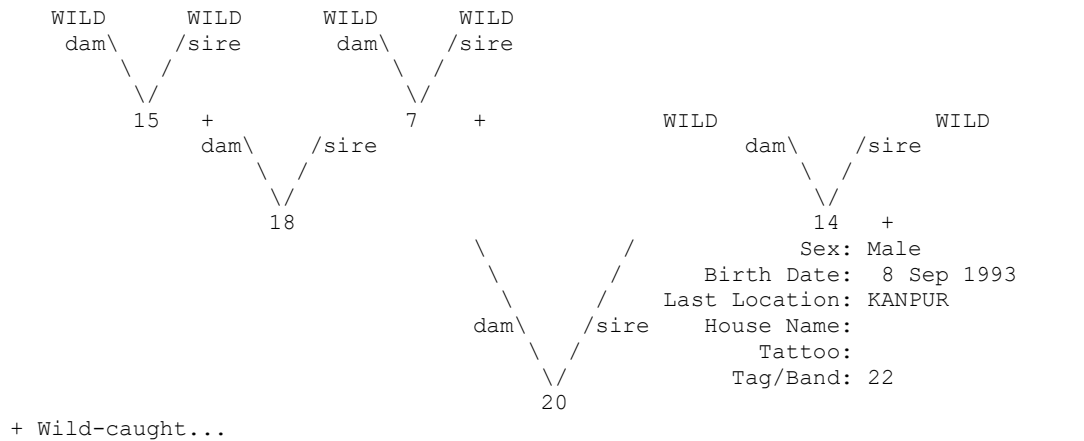 WILD WILD WILD WILD
dam\ /sire dam\ /sire
\ / \ /
\/ \/
15 + 7 + WILD WILD
dam\ /sire dam\ /sire
\ / \ /
\/ \/
18 14 +
\ / Sex: Male
\ / Birth Date: 8 Sep 1993
\ / Last Location: KANPUR
dam\ /sire House Name:
\ / Tattoo:
\/ Tag/Band: 22
20
+ Wild-caught...